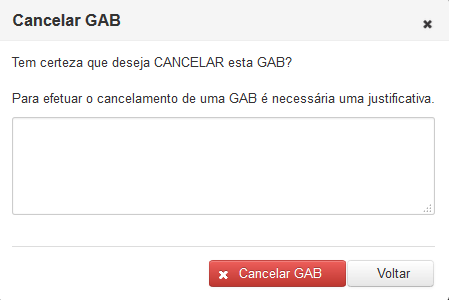 Cancelar GAB
Tem certeza que deseja CANCELAR esta GAB?
Para efetuar o cancelamento de uma GAB é necessária uma justificativa.
Cancelar GAB
Voltar